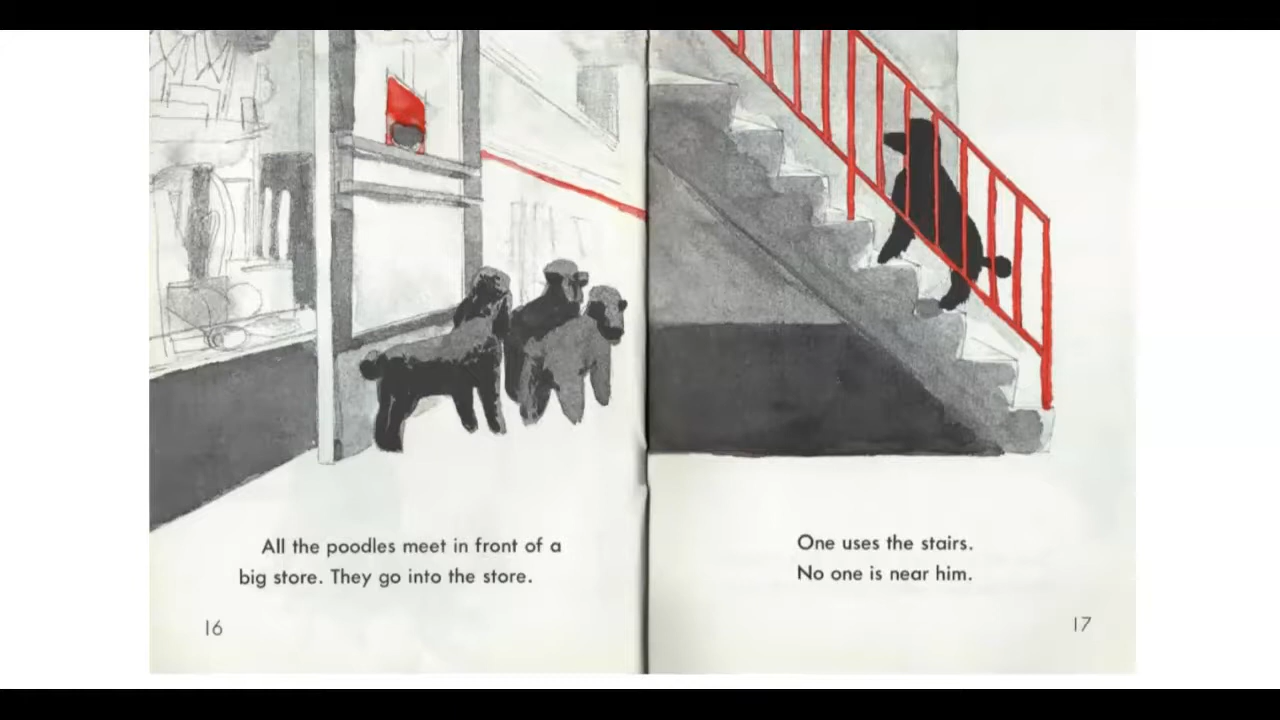 All the poodles meet in front of a
big store. They go into the store.
16
One uses the stairs.
No one is near him.
17